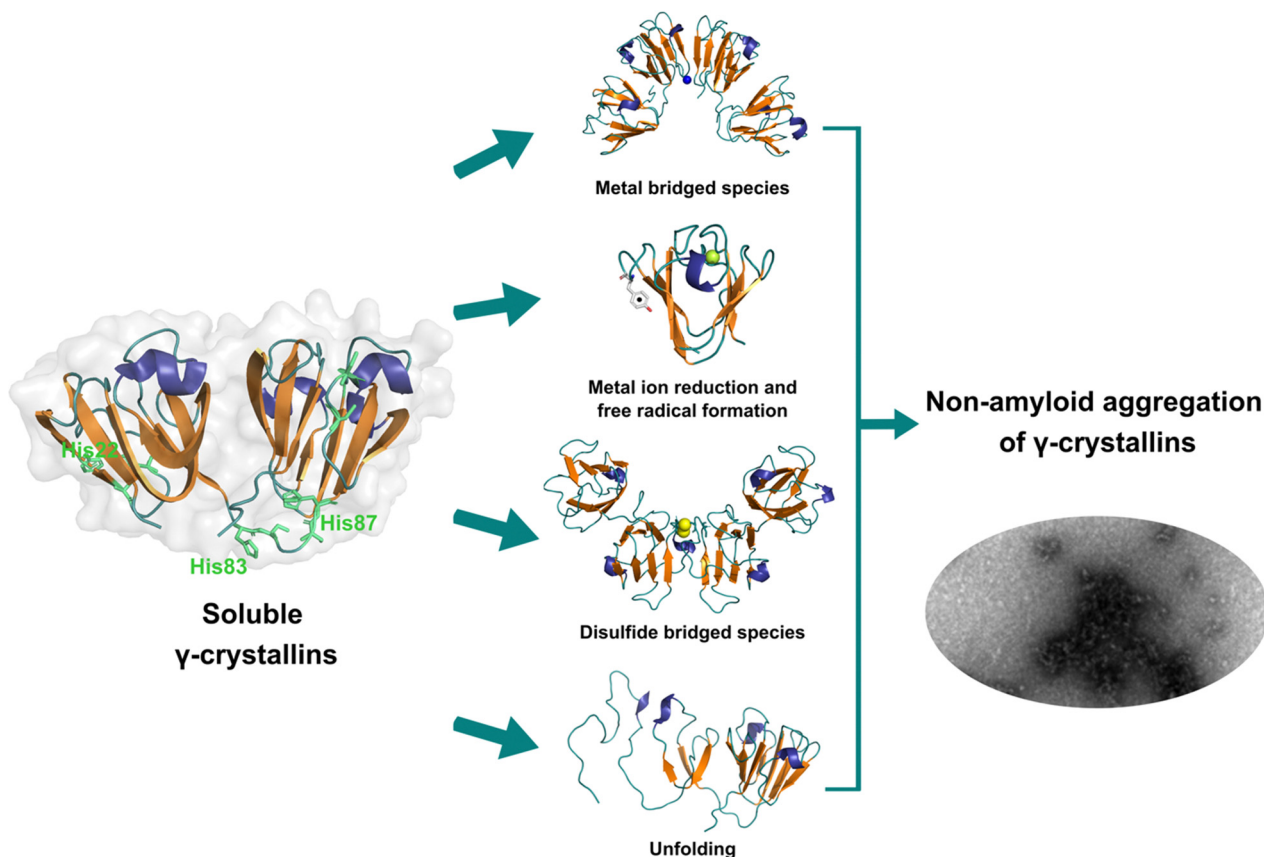 Metal bridged species
Metal ion reduction and
free radical formation
His22
His87
His83
Soluble
γ-crystallins
Disulfide bridged species
Unfolding
Non-amyloid aggregation
of γ-crystallins